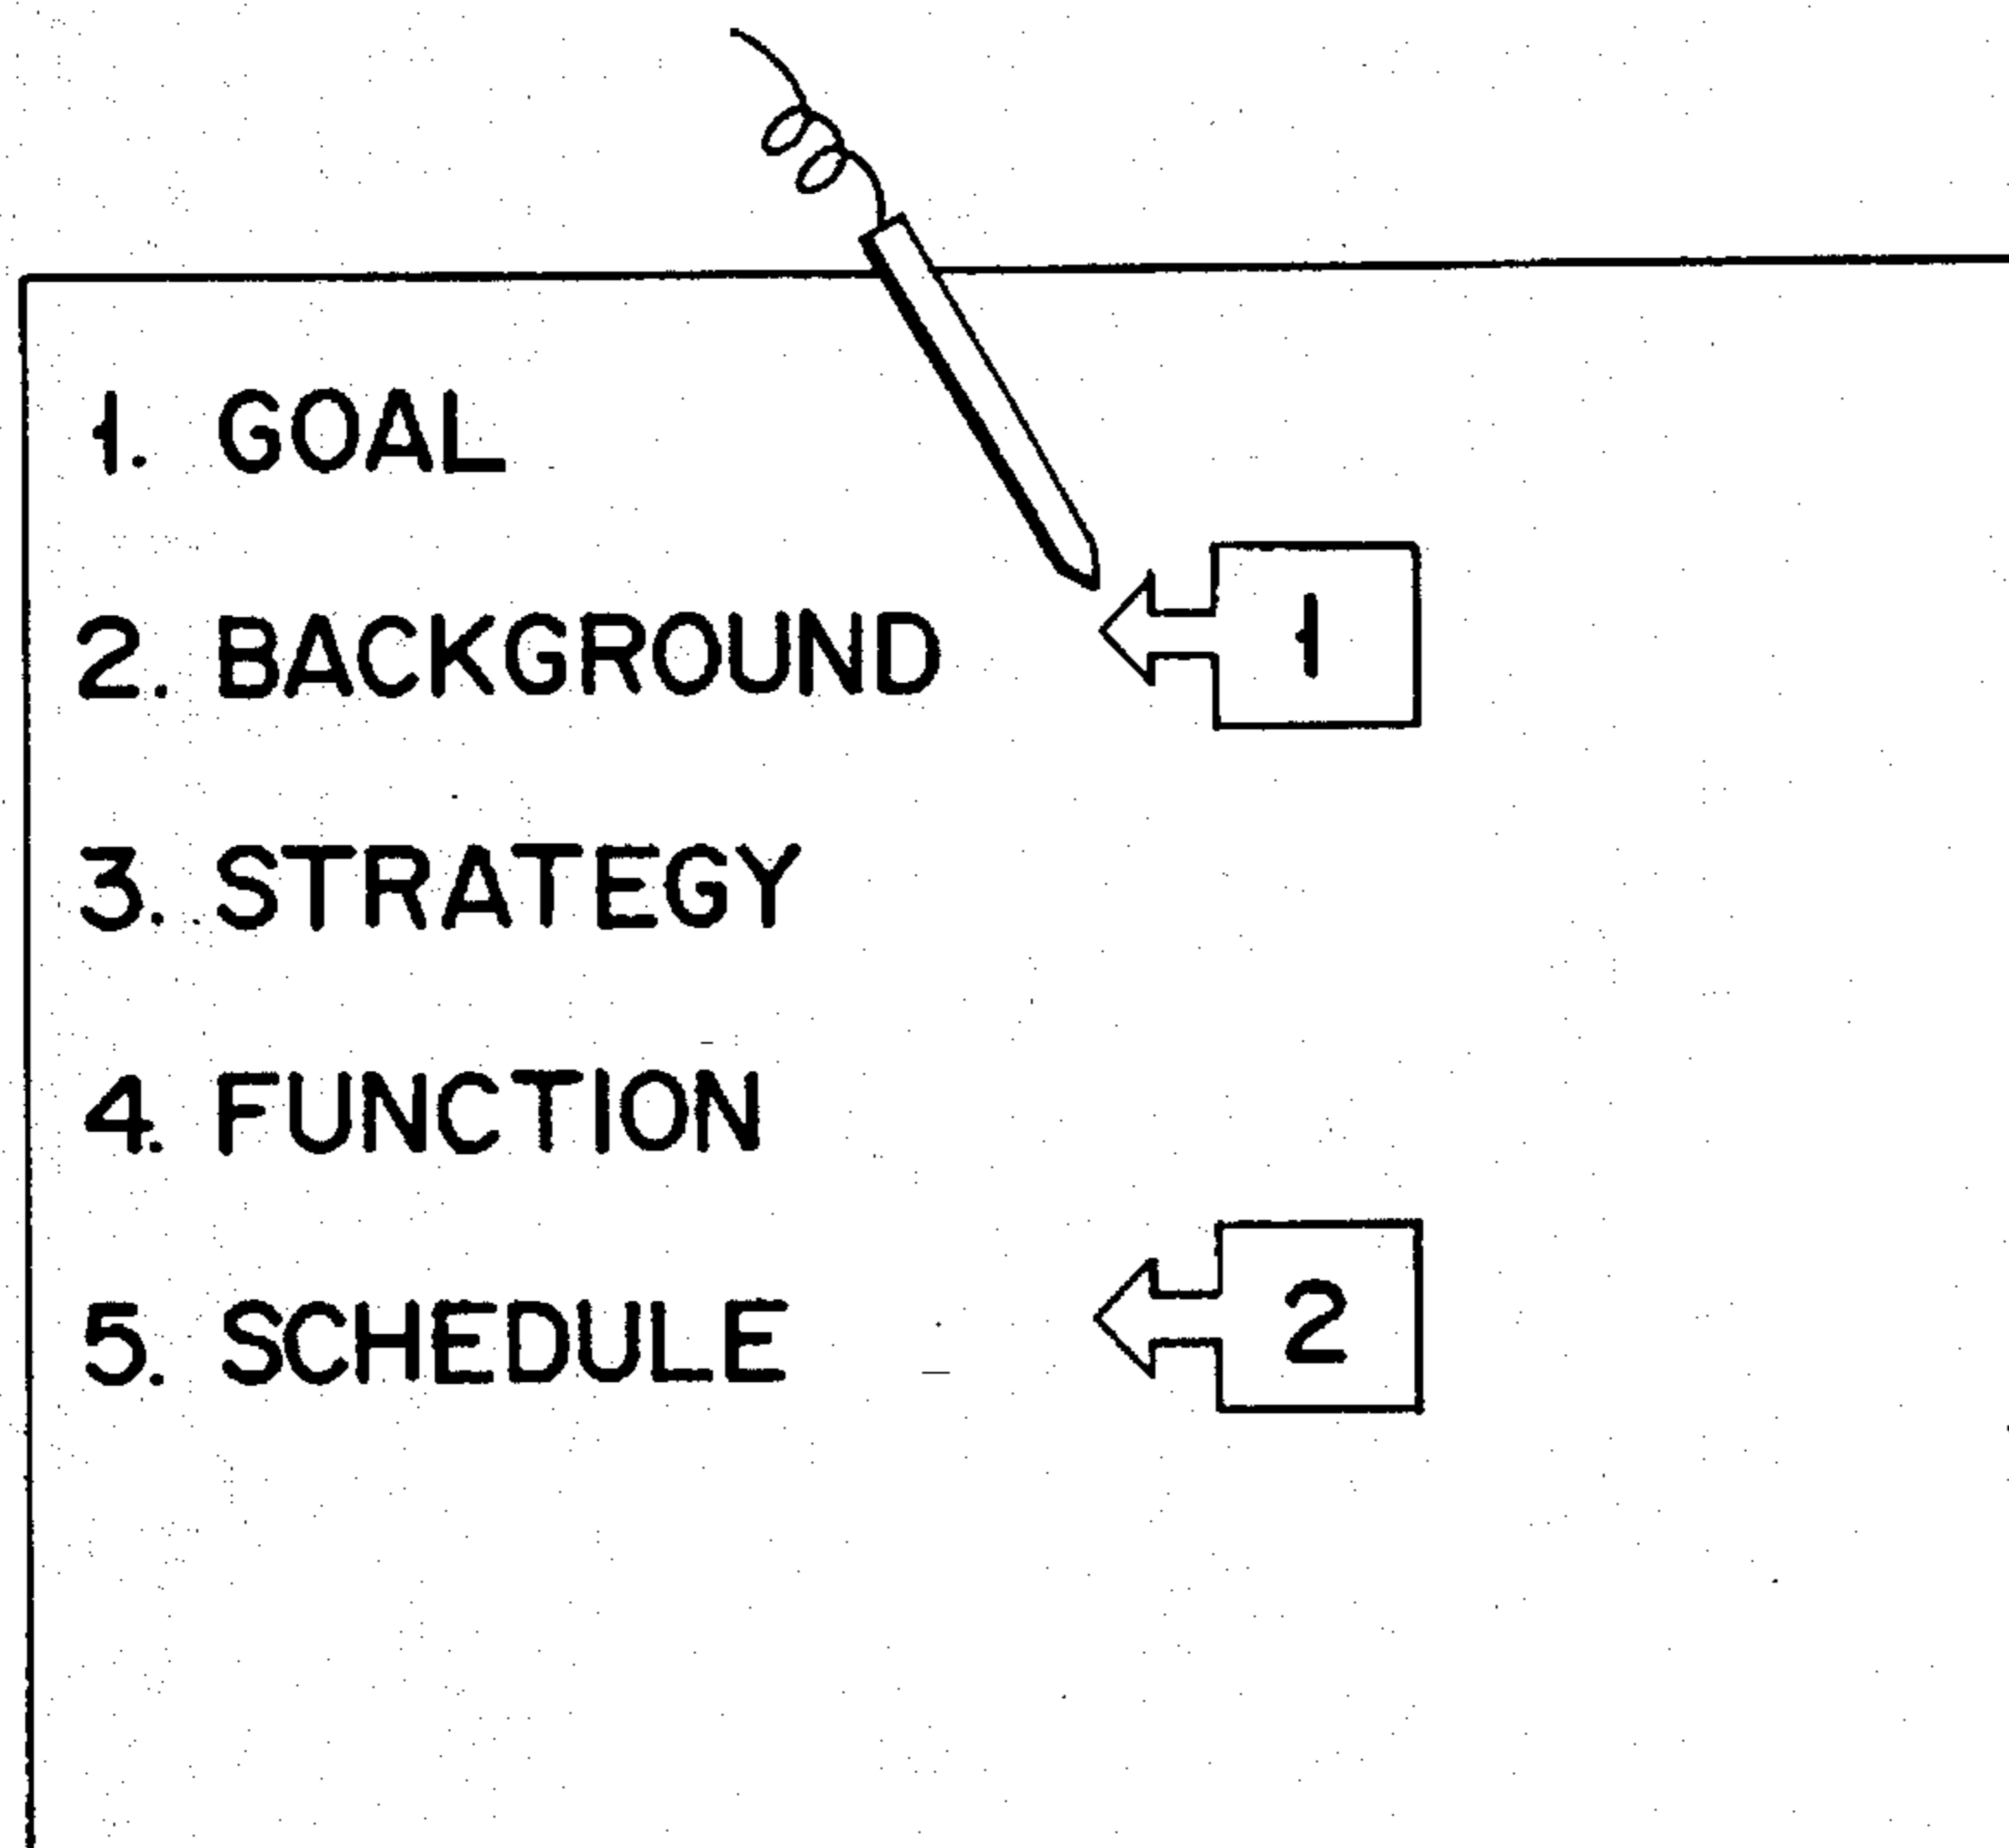 1. GOAL
2. BACKGROUND 1
3. STRATEGY
4. FUNCTION
5. SCHEDULE 2